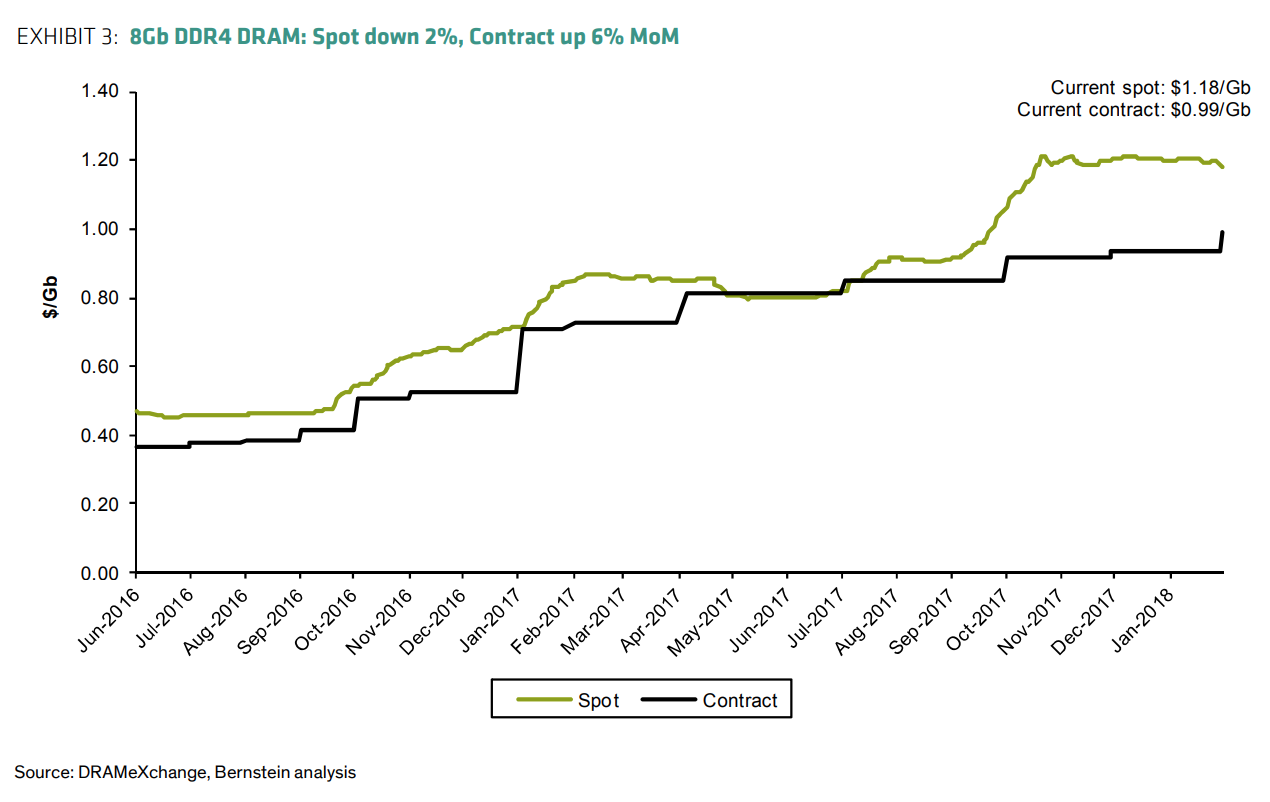 EXHIBIT 3: 8Gb DDR4 DRAM: Spot down 2%, Contract up 6% MoM
Current spot: $1.18/Gb
Current contract: $0.99/Gb
$/Gb
1.40
1.20
1.00
0.80
0.60
0.40
0.20
0.00
Jun-2016
Jul-2016
Aug-2016
Sep-2016
Oct-2016
Nov-2016
Dec-2016
Jan-2017
Feb-2017
Mar-2017
Apr-2017
May-2017
Jun-2017
Jul-2017
Aug-2017
Sep-2017
Oct-2017
Nov-2017
Dec-2017
Jan-2018
Spot
Contract
Source: DRAMeXchange, Bernstein analysis